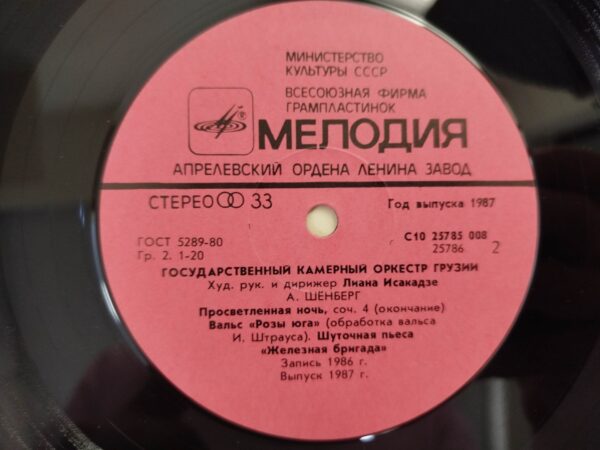 МИНИСТЕРСТВО
КУЛЬТУРЫ СССР
ВСЕСОЮЗНАЯ ФИРМА
ГРАМПЛАСТИНОК
МЕЛОДИЯ
АПРЕЛЕВСКИЙ ОРДЕНА ЛЕНИНА ЗАВОД
СТЕРЕО 33 Год выпуска 1987
ГОСТ 5289-80 С10 25785 008
Гр. 2. 1-20 25786 2
ГОСУДАРСТВЕННЫЙ КАМЕРНЫЙ ОРКЕСТР ГРУЗИИ
Худ. рук. и дирижер Лиана Исакадзе
А. ШЁНБЕРГ
Просветленная ночь, соч. 4 (окончание)
Вальс «Розы юга» (обработка вальса
И. Штрауса). Шуточная пьеса
«Железная бригада»
Запись 1986 г.
Выпуск 1987 г.